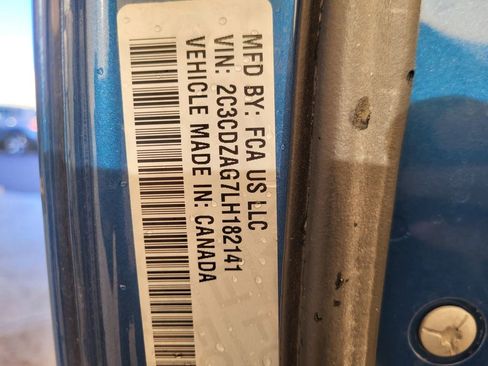 MFD BY: FCA US LLC
VIN: 2C3CDZAG7LH182141
VEHICLE MADE IN: CANADA